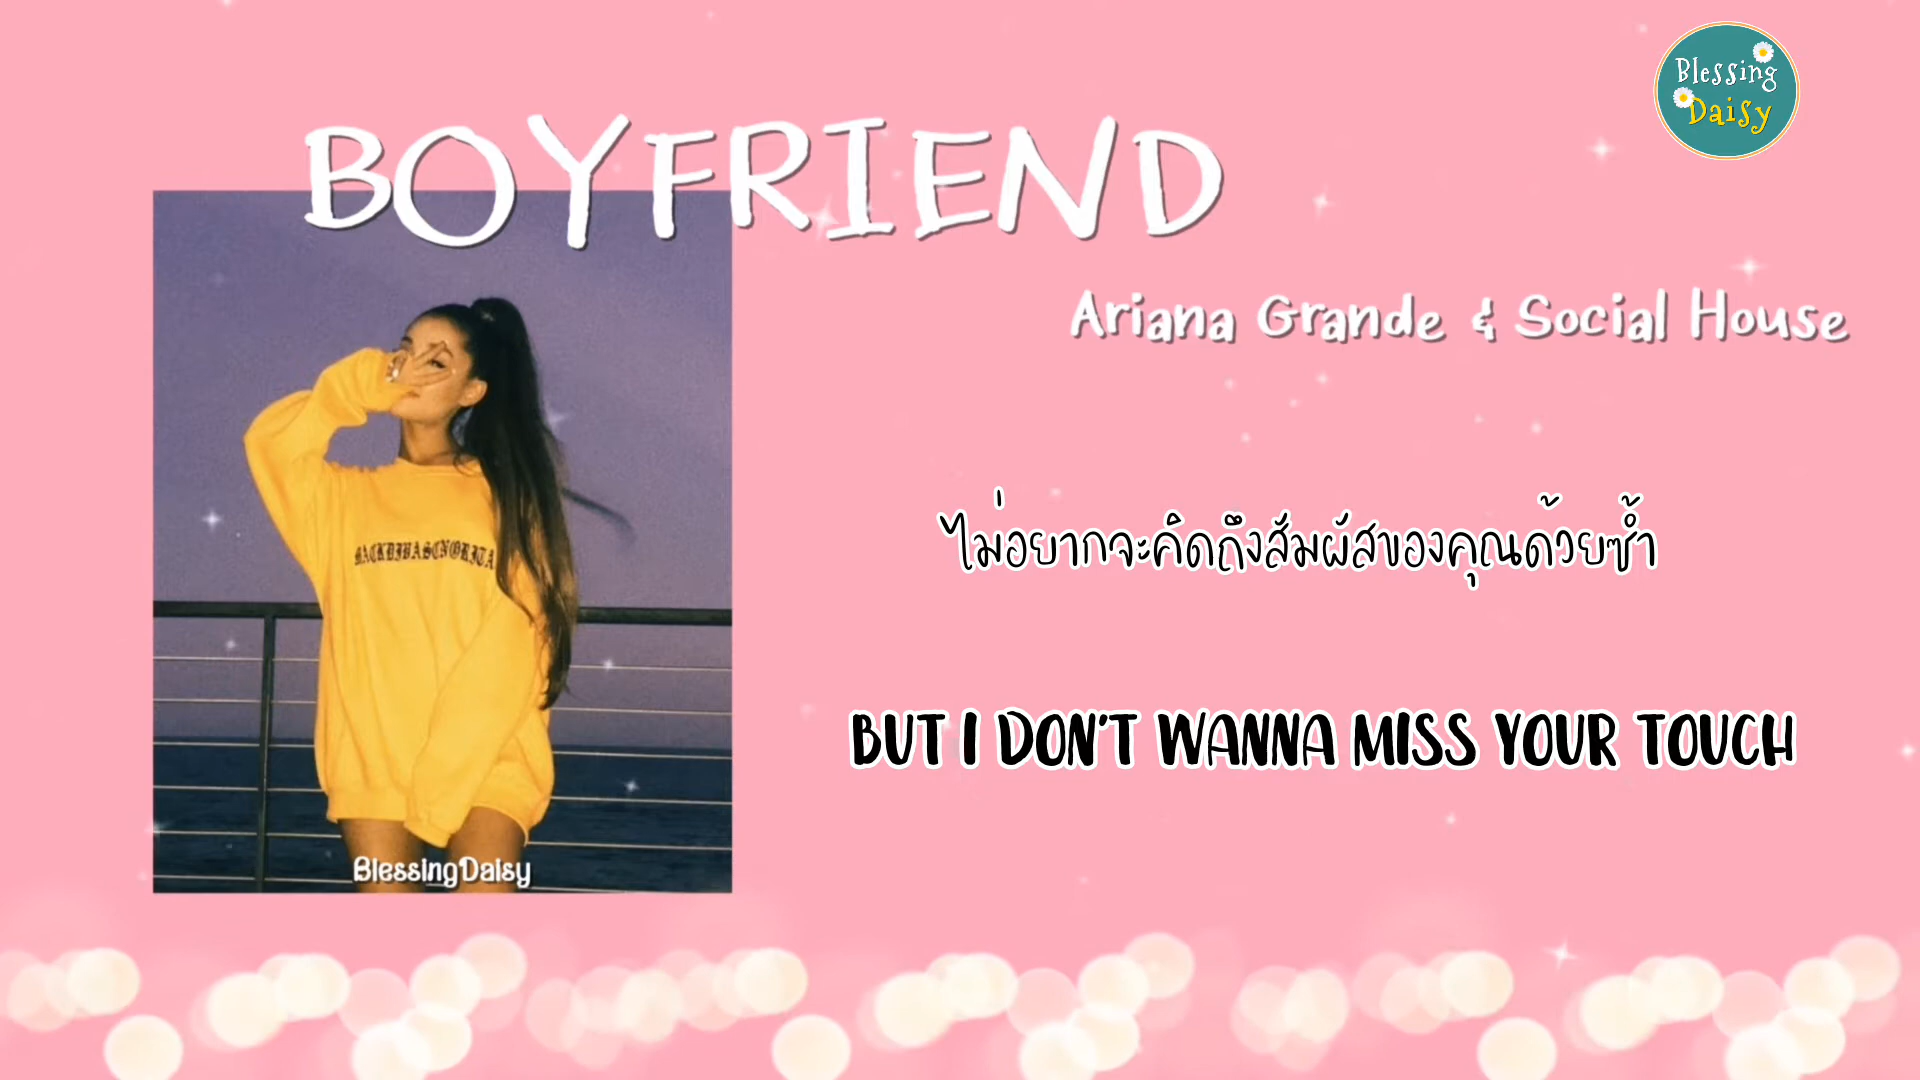 Blessing
Daisy
BOYFRIEND
Ariana Grande & Social House
ไม่อยากจะคิดถึงสัมผัสของคุณด้วยซ้ำ
BUT I DON'T WANNA MISS YOUR TOUCH
BlessingDaisy